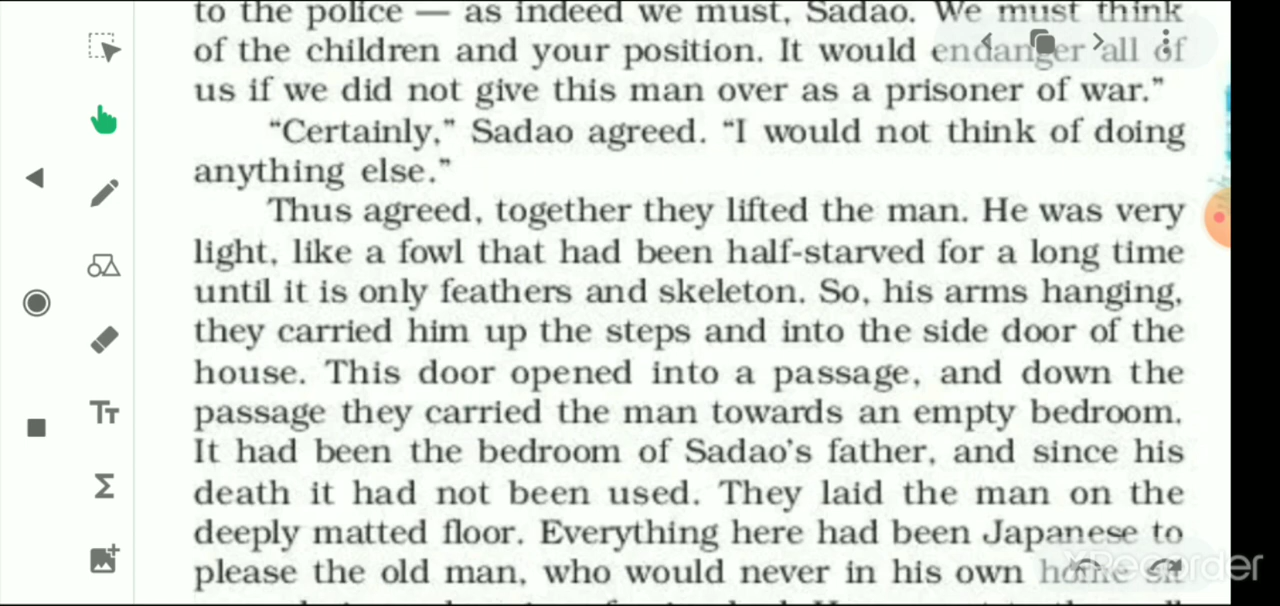 to the police — as indeed we must, Sadao. We must think
of the children and your position. It would endanger all of
us if we did not give this man over as a prisoner of war.”
“Certainly,” Sadao agreed. “I would not think of doing
anything else.”
Thus agreed, together they lifted the man. He was very
light, like a fowl that had been half-starved for a long time
until it is only feathers and skeleton. So, his arms hanging,
they carried him up the steps and into the side door of the
house. This door opened into a passage, and down the
passage they carried the man towards an empty bedroom.
It had been the bedroom of Sadao’s father, and since his
death it had not been used. They laid the man on the
deeply matted floor. Everything here had been Japanese to
please the old man, who would never in his own home sit
XRecorder